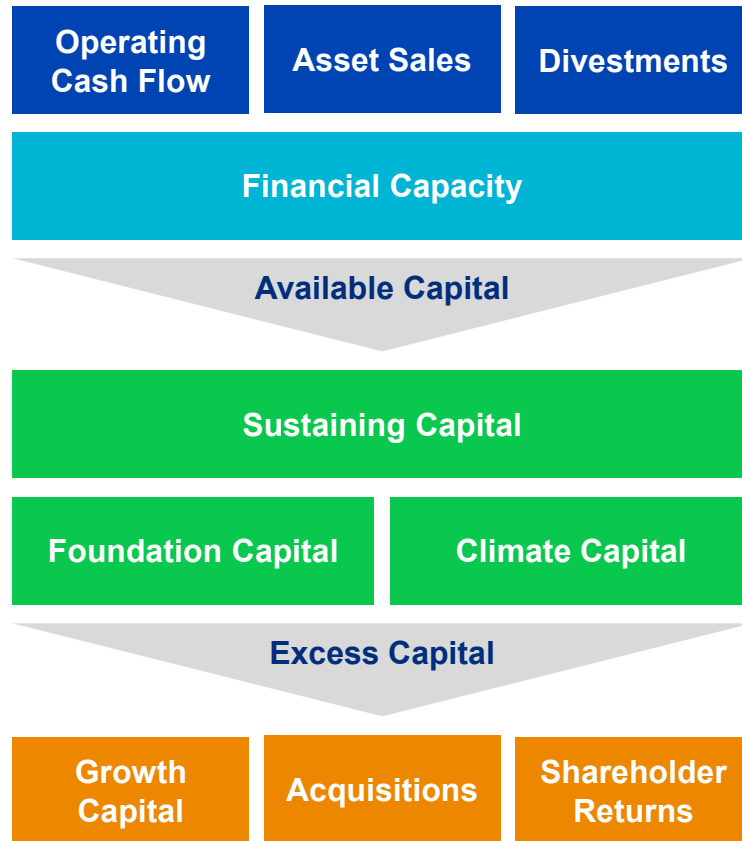 Operating
Cash Flow
Asset Sales
Divestments
Financial Capacity
Available Capital
Sustaining Capital
Foundation Capital
Climate Capital
Excess Capital
Growth
Capital
Acquisitions
Shareholder
Returns